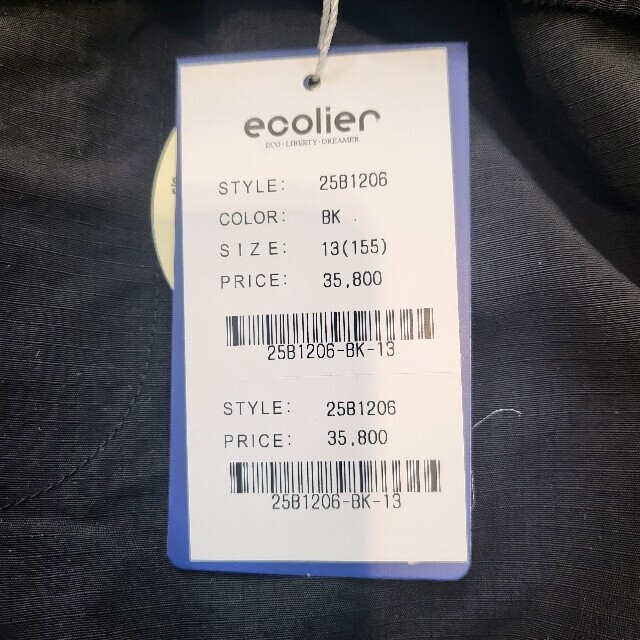 ecolier
ECO·LIBERTY·DREAMER
STYLE: 25B1206
COLOR: BK
SIZE: 13(155)
PRICE: 35,800
25B1206-BK-13
STYLE: 25B1206
PRICE: 35,800
25B1206-BK-13